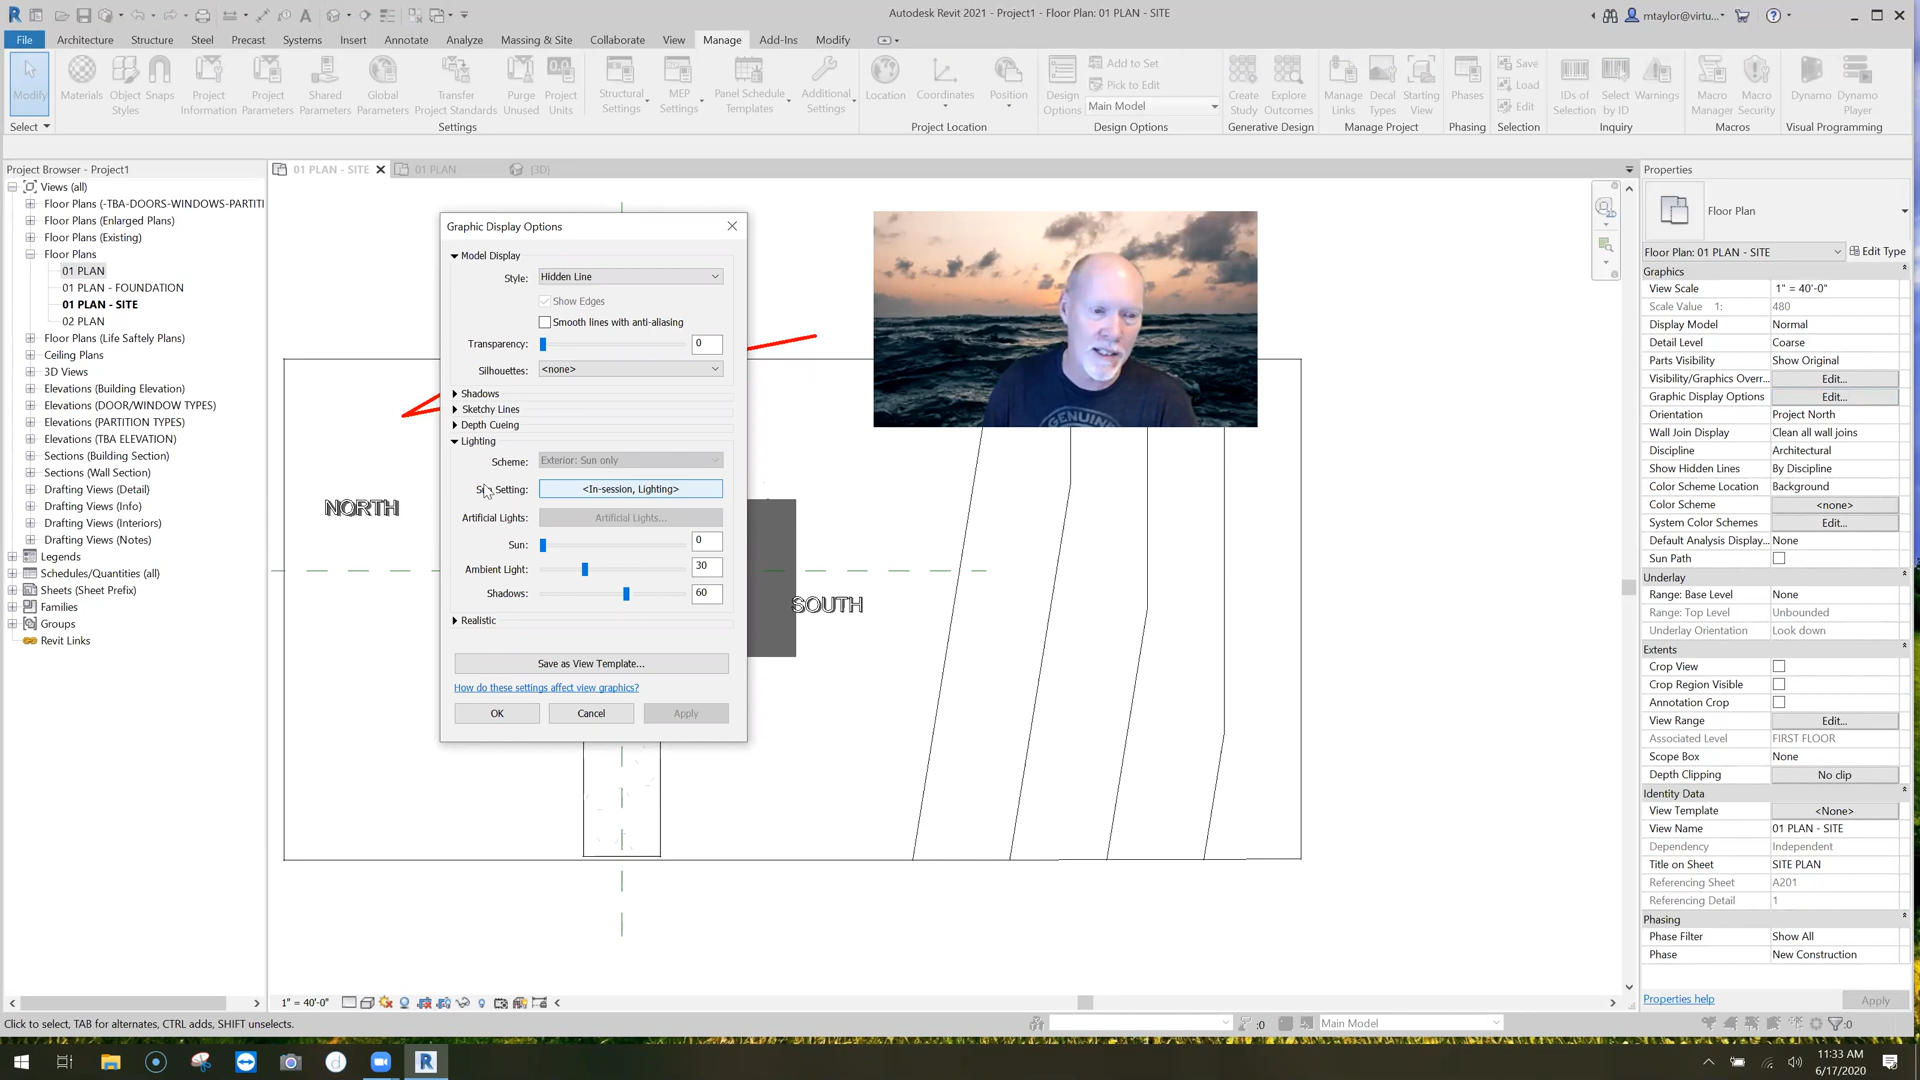 Autodesk Revit 2021 - Project1 - Floor Plan: 01 PLAN - SITE
mtaylor@virtu...
File Architecture Structure Steel Precast Systems Insert Annotate Analyze Massing & Site Collaborate View Manage Add-Ins Modify
Modify
Materials
Object Styles
Snaps
Project Information
Project Parameters
Shared Parameters
Global Parameters
Transfer Project Standards
Purge Unused
Project Units
Structural Settings
MEP Settings
Panel Schedule Templates
Additional Settings
Location
Coordinates
Position
Design Options
Add to Set
Pick to Edit
Main Model
Create Study
Explore Outcomes
Manage Links
Decal Types
Starting View
Phases
Save
Load
Edit
IDs of Selection
Select by ID
Warnings
Macro Manager
Macro Security
Dynamo
Dynamo Player
Select
Settings
Project Location
Design Options
Generative Design
Manage Project
Phasing
Selection
Inquiry
Macros
Visual Programming
Project Browser - Project1
Views (all)
Floor Plans (-TBA-DOORS-WINDOWS-PARTITI
Floor Plans (Enlarged Plans)
Floor Plans (Existing)
Floor Plans
01 PLAN
01 PLAN - FOUNDATION
01 PLAN - SITE
02 PLAN
Floor Plans (Life Saftely Plans)
Ceiling Plans
3D Views
Elevations (Building Elevation)
Elevations (DOOR/WINDOW TYPES)
Elevations (PARTITION TYPES)
Elevations (TBA ELEVATION)
Sections (Building Section)
Sections (Wall Section)
Drafting Views (Detail)
Drafting Views (Info)
Drafting Views (Interiors)
Drafting Views (Notes)
Legends
Schedules/Quantities (all)
Sheets (Sheet Prefix)
Families
Groups
Revit Links
01 PLAN - SITE
01 PLAN
{3D}
NORTH
SOUTH
GENUINE
Graphic Display Options
Model Display
Style: Hidden Line
Show Edges
Smooth lines with anti-aliasing
Transparency: 0
Silhouettes: <none>
Shadows
Sketchy Lines
Depth Cueing
Lighting
Scheme: Exterior: Sun only
Sun Setting: <In-session, Lighting>
Artificial Lights: Artificial Lights...
Sun: 0
Ambient Light: 30
Shadows: 60
Realistic
Save as View Template...
How do these settings affect view graphics?
OK Cancel Apply
Properties
Floor Plan
Floor Plan: 01 PLAN - SITE Edit Type
Graphics
View Scale 1" = 40'-0"
Scale Value 1: 480
Display Model Normal
Detail Level Coarse
Parts Visibility Show Original
Visibility/Graphics Overr... Edit...
Graphic Display Options Edit...
Orientation Project North
Wall Join Display Clean all wall joins
Discipline Architectural
Show Hidden Lines By Discipline
Color Scheme Location Background
Color Scheme <none>
System Color Schemes Edit...
Default Analysis Display... None
Sun Path
Underlay
Range: Base Level None
Range: Top Level Unbounded
Underlay Orientation Look down
Extents
Crop View
Crop Region Visible
Annotation Crop
View Range Edit...
Associated Level FIRST FLOOR
Scope Box None
Depth Clipping No clip
Identity Data
View Template <None>
View Name 01 PLAN - SITE
Dependency Independent
Title on Sheet SITE PLAN
Referencing Sheet A201
Referencing Detail 1
Phasing
Phase Filter Show All
Phase New Construction
Properties help Apply
1" = 40'-0"
Click to select, TAB for alternates, CTRL adds, SHIFT unselects.
:0
Main Model
:0
11:33 AM
6/17/2020